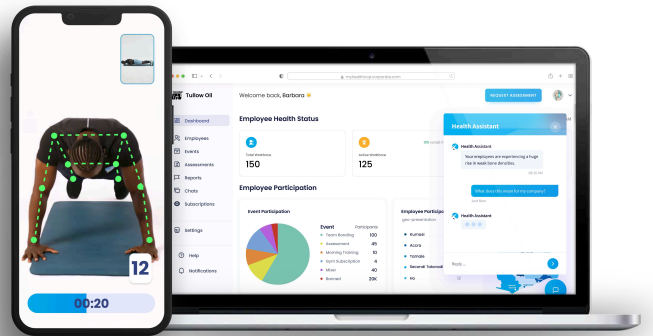 12
00:20
Tullow Oil
Dashboard
Employees
Events
Assessments
Reports
Chats
Subscriptions
Settings
Help
Notifications
Welcome back, Barbara
REQUEST ASSESSMENT
Employee Health Status
Total Workforce
150
Active Workforce
125
Employee Participation
Event Participation
Event Participants
Team Bonding 100
Assessment 45
Morning Training 10
Gym Subscription 4
Mixer 40
Banned 20K
Employee Participa
Kumasi
Accra
Tamale
Ho
Health Assistant
Health Assistant
Your employees are experiencing a huge
rise in weak bone densities.
What does this mean for my company?
Just Now
Health Assistant
Reply ...